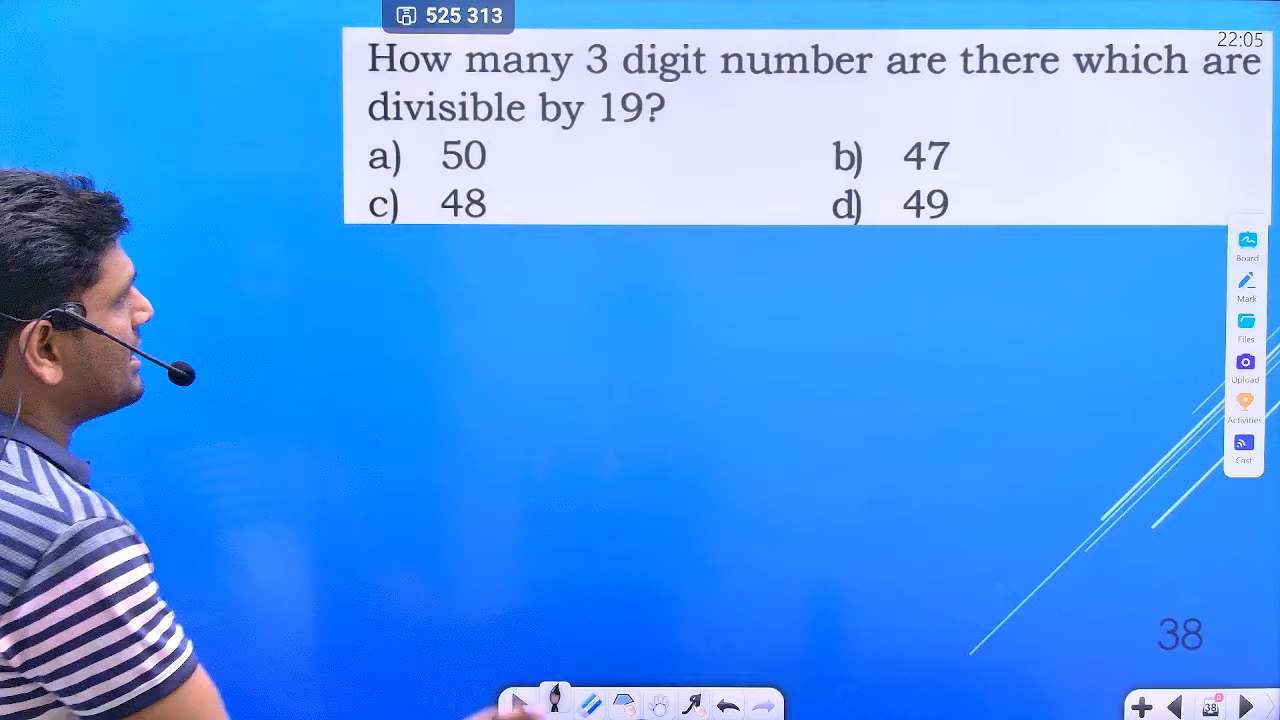 525 313
22:05
How many 3 digit number are there which are
divisible by 19?
a) 50 b) 47
c) 48 d) 49
Board
Mark
Files
Upload
Activities
Cast
38
38